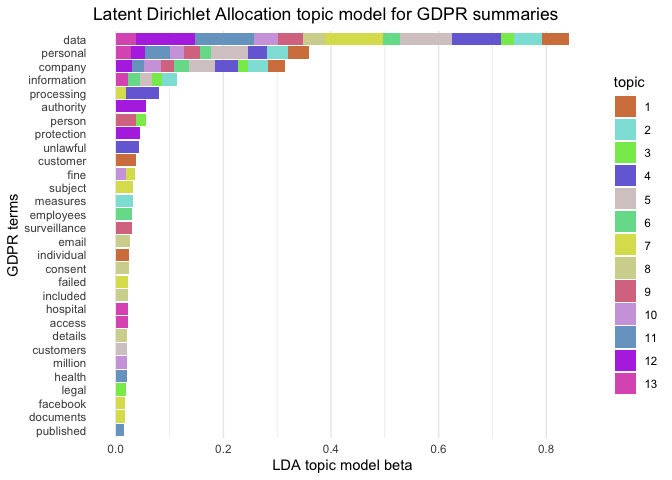 Latent Dirichlet Allocation topic model for GDPR summaries
data
personal
company
information
processing
authority
person
protection
unlawful
customer
fine
subject
measures
employees
surveillance
email
individual
consent
failed
included
hospital
access
details
customers
million
health
legal
facebook
documents
published
GDPR terms
0.0 0.2 0.4 0.6 0.8
LDA topic model beta
topic
1
2
3
4
5
6
7
8
9
10
11
12
13